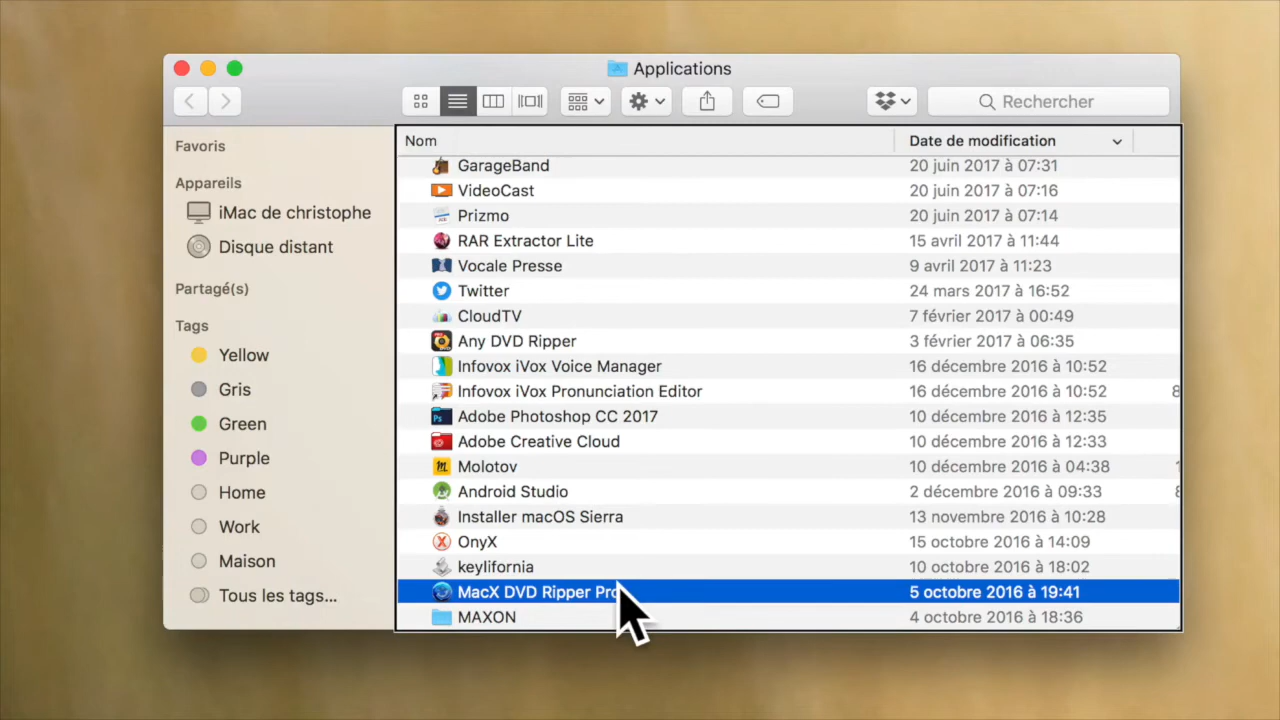 Applications
Rechercher
Favoris
Appareils
iMac de christophe
Disque distant
Partagé(s)
Tags
Yellow
Gris
Green
Purple
Home
Work
Maison
Tous les tags...
Nom Date de modification
GarageBand 20 juin 2017 à 07:31
VideoCast 20 juin 2017 à 07:16
Prizmo 20 juin 2017 à 07:14
RAR Extractor Lite 15 avril 2017 à 11:44
Vocale Presse 9 avril 2017 à 11:23
Twitter 24 mars 2017 à 16:52
CloudTV 7 février 2017 à 00:49
Any DVD Ripper 3 février 2017 à 06:35
Infovox iVox Voice Manager 16 décembre 2016 à 10:52
Infovox iVox Pronunciation Editor 16 décembre 2016 à 10:52 8
Adobe Photoshop CC 2017 10 décembre 2016 à 12:35
Adobe Creative Cloud 10 décembre 2016 à 12:33
Molotov 10 décembre 2016 à 04:38 1
Android Studio 2 décembre 2016 à 09:33 8
Installer macOS Sierra 13 novembre 2016 à 10:28
OnyX 15 octobre 2016 à 14:09
keylifornia 10 octobre 2016 à 18:02
MacX DVD Ripper Pro 5 octobre 2016 à 19:41
MAXON 4 octobre 2016 à 18:36